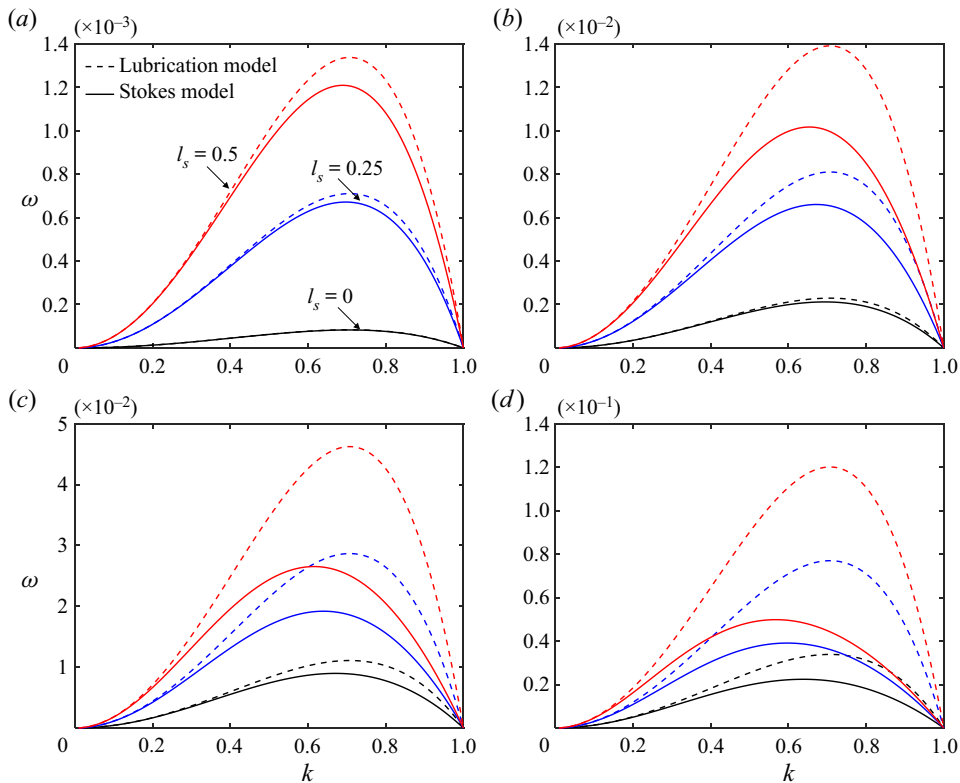 (a) (×10⁻³)
1.4
1.2
1.0
0.8
0.6
0.4
0.2
ω
Lubrication model
Stokes model
l_s = 0.5
l_s = 0.25
l_s = 0
0 0.2 0.4 0.6 0.8 1.0
(b) (×10⁻²)
1.4
1.2
1.0
0.8
0.6
0.4
0.2
0 0.2 0.4 0.6 0.8 1.0
(c) (×10⁻²)
5
4
3
2
1
ω
0 0.2 0.4 0.6 0.8 1.0
k
(d) (×10⁻¹)
1.4
1.2
1.0
0.8
0.6
0.4
0.2
0 0.2 0.4 0.6 0.8 1.0
k